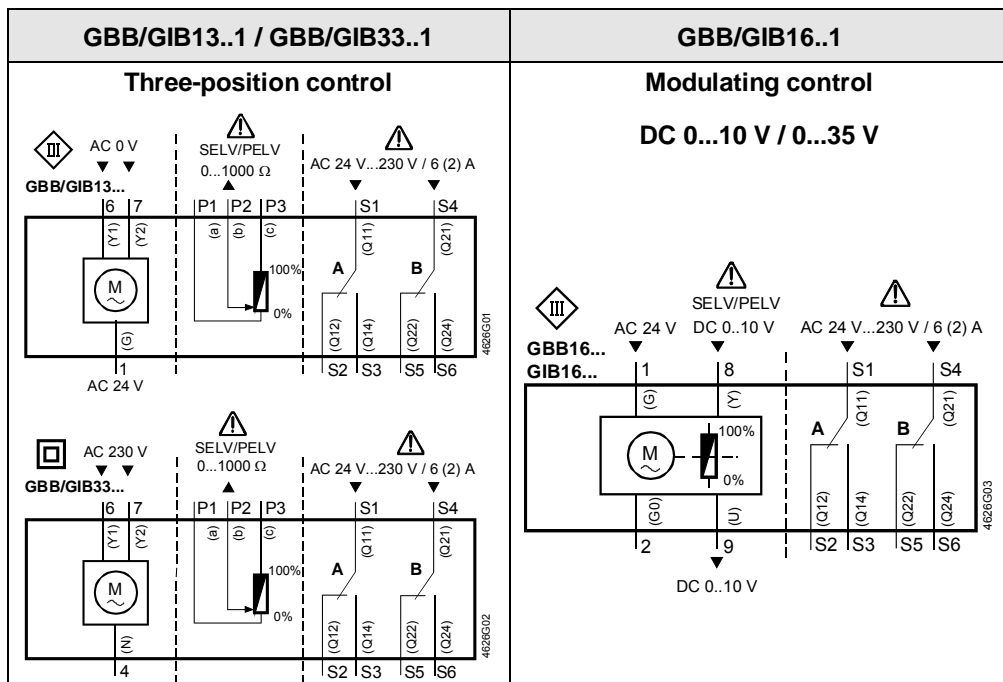 GBB/GIB13..1 / GBB/GIB33..1
GBB/GIB16..1
Three-position control
III
AC 0 V
SELV/PELV
0...1000 Ω
AC 24 V...230 V / 6 (2) A
GBB/GIB13...
6 7 P1 P2 P3 S1 S4
(Y1) (Y2) (a) (b) (c) (Q11) (Q21)
M
100%
0%
A
B
(G) (Q12) (Q14) (Q22) (Q24)
1 S2 S3 S5 S6
AC 24 V
4626G01
AC 230 V
SELV/PELV
0...1000 Ω
AC 24 V...230 V / 6 (2) A
GBB/GIB33...
6 7 P1 P2 P3 S1 S4
(Y1) (Y2) (a) (b) (c) (Q11) (Q21)
M
100%
0%
A
B
(N) (Q12) (Q14) (Q22) (Q24)
4 S2 S3 S5 S6
4626G02
Modulating control
DC 0...10 V / 0...35 V
III
AC 24 V
SELV/PELV
DC 0..10 V
AC 24 V...230 V / 6 (2) A
GBB16...
GIB16...
1 8 S1 S4
(G) (Y) (Q11) (Q21)
M
100%
0%
A
B
(G0) (U) (Q12) (Q14) (Q22) (Q24)
2 9 S2 S3 S5 S6
DC 0..10 V
4626G03